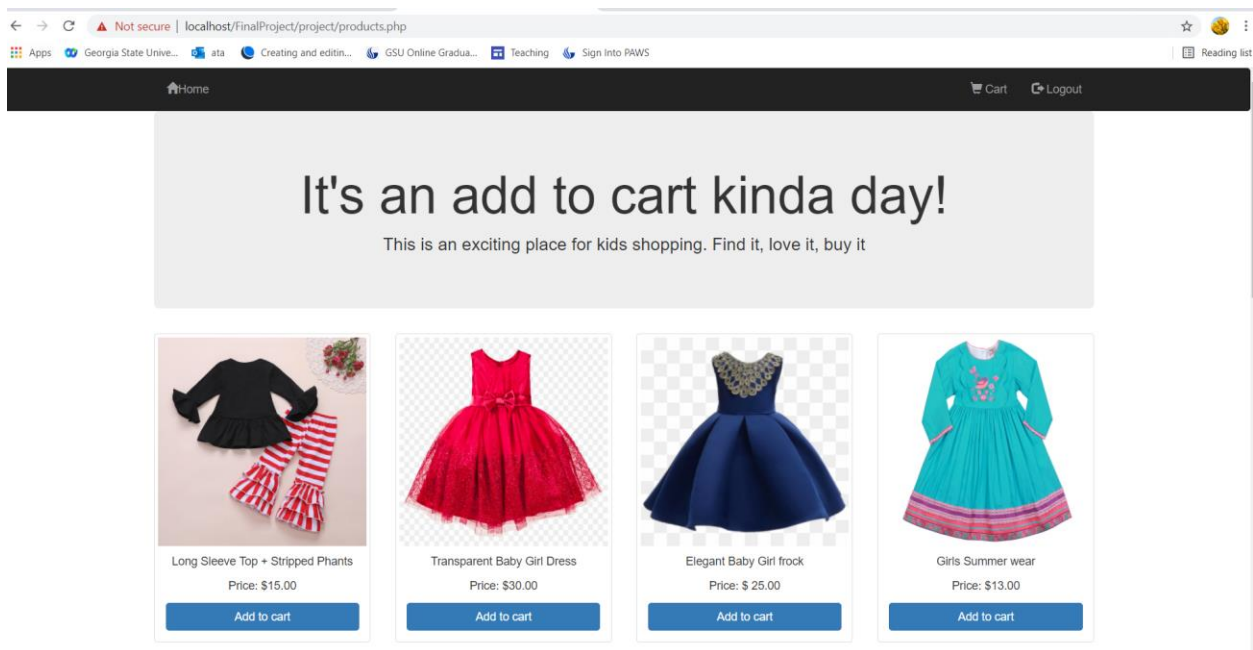 Not secure | localhost/FinalProject/project/products.php
Apps Georgia State Unive... ata Creating and editin... GSU Online Gradua... Teaching Sign Into PAWS Reading list
Home Cart Logout
It's an add to cart kinda day!
This is an exciting place for kids shopping. Find it, love it, buy it
Long Sleeve Top + Stripped Phants Transparent Baby Girl Dress Elegant Baby Girl frock Girls Summer wear
Price: $15.00 Price: $30.00 Price: $ 25.00 Price: $13.00
Add to cart Add to cart Add to cart Add to cart